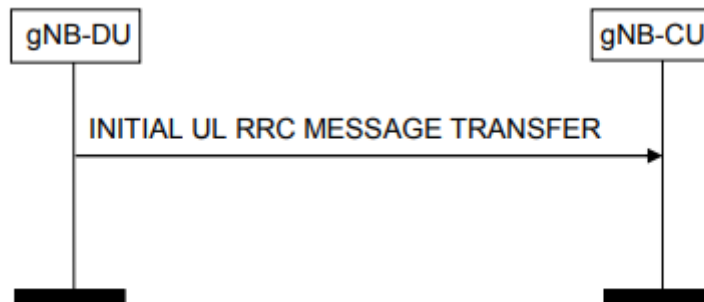 gNB-DU
gNB-CU
INITIAL UL RRC MESSAGE TRANSFER